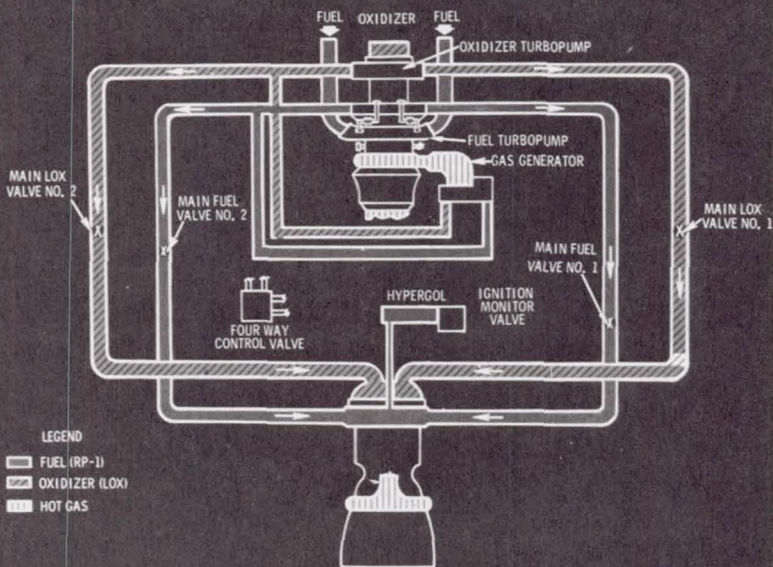 FUEL OXIDIZER FUEL
OXIDIZER TURBOPUMP
FUEL TURBOPUMP
GAS GENERATOR
MAIN LOX
VALVE NO. 2
MAIN FUEL
VALVE NO. 2
MAIN LOX
VALVE NO. 1
MAIN FUEL
VALVE NO. 1
HYPERGOL
IGNITION
MONITOR
VALVE
FOUR WAY
CONTROL VALVE
LEGEND
FUEL (RP-1)
OXIDIZER (LOX)
HOT GAS